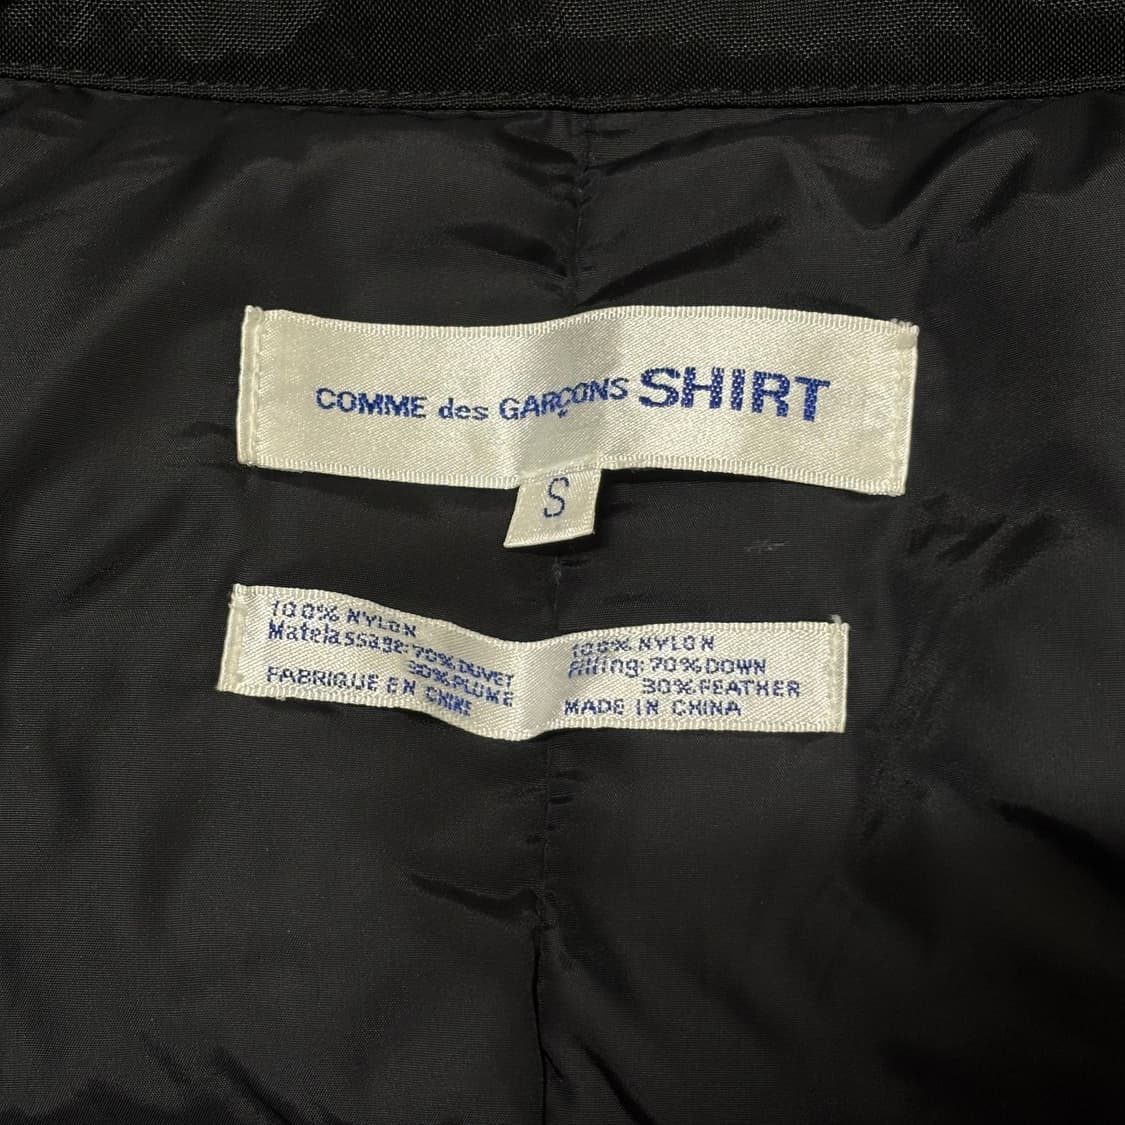 COMME des GARÇONS SHIRT
S
100% NYLON
Matelassage: 70% DUVET
30% PLUME
FABRIQUE EN CHINE
100% NYLON
Filling: 70% DOWN
30% FEATHER
MADE IN CHINA